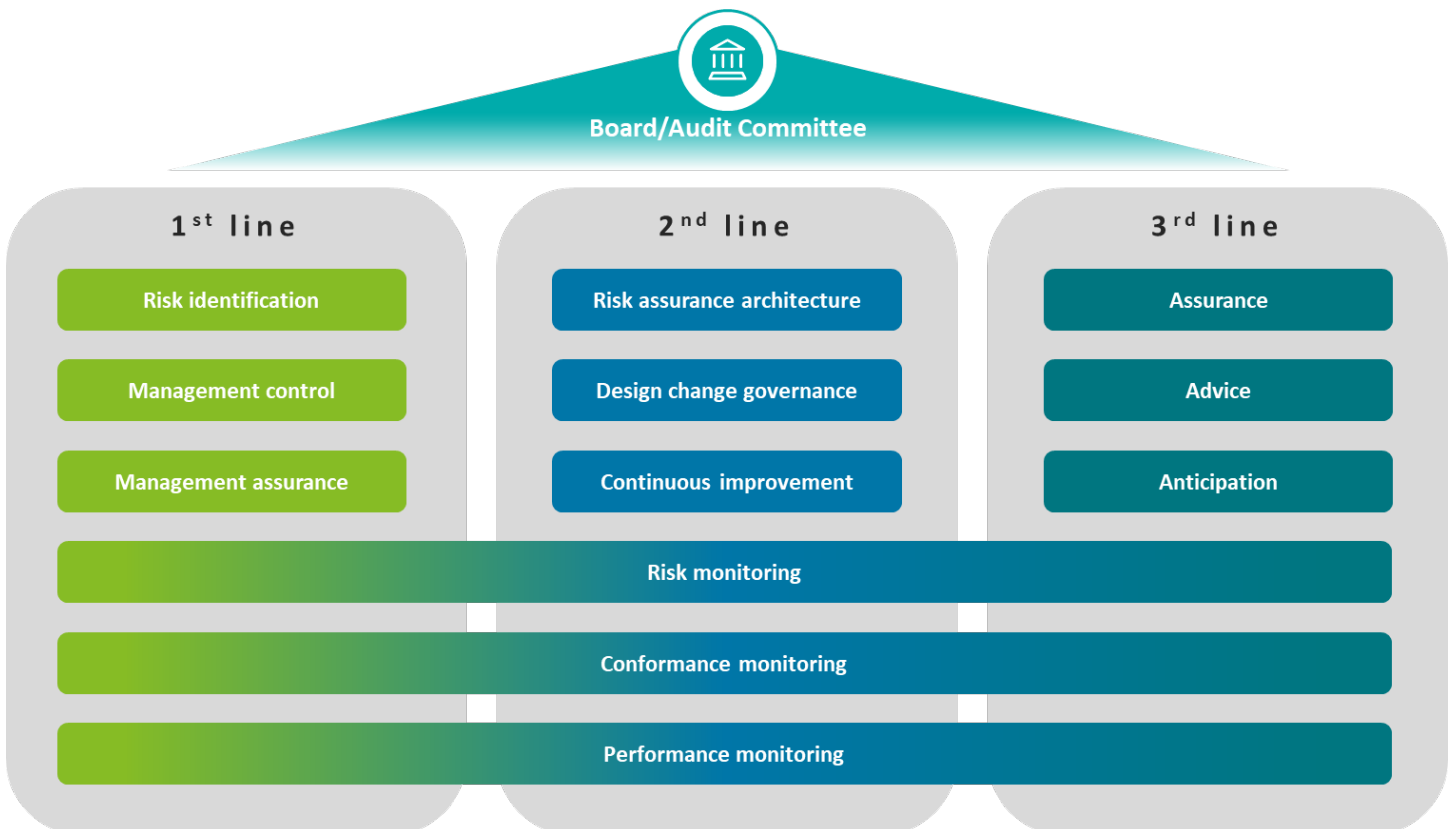 Board/Audit Committee
1st line
2nd line
3rd line
Risk identification
Risk assurance architecture
Assurance
Management control
Design change governance
Advice
Management assurance
Continuous improvement
Anticipation
Risk monitoring
Conformance monitoring
Performance monitoring